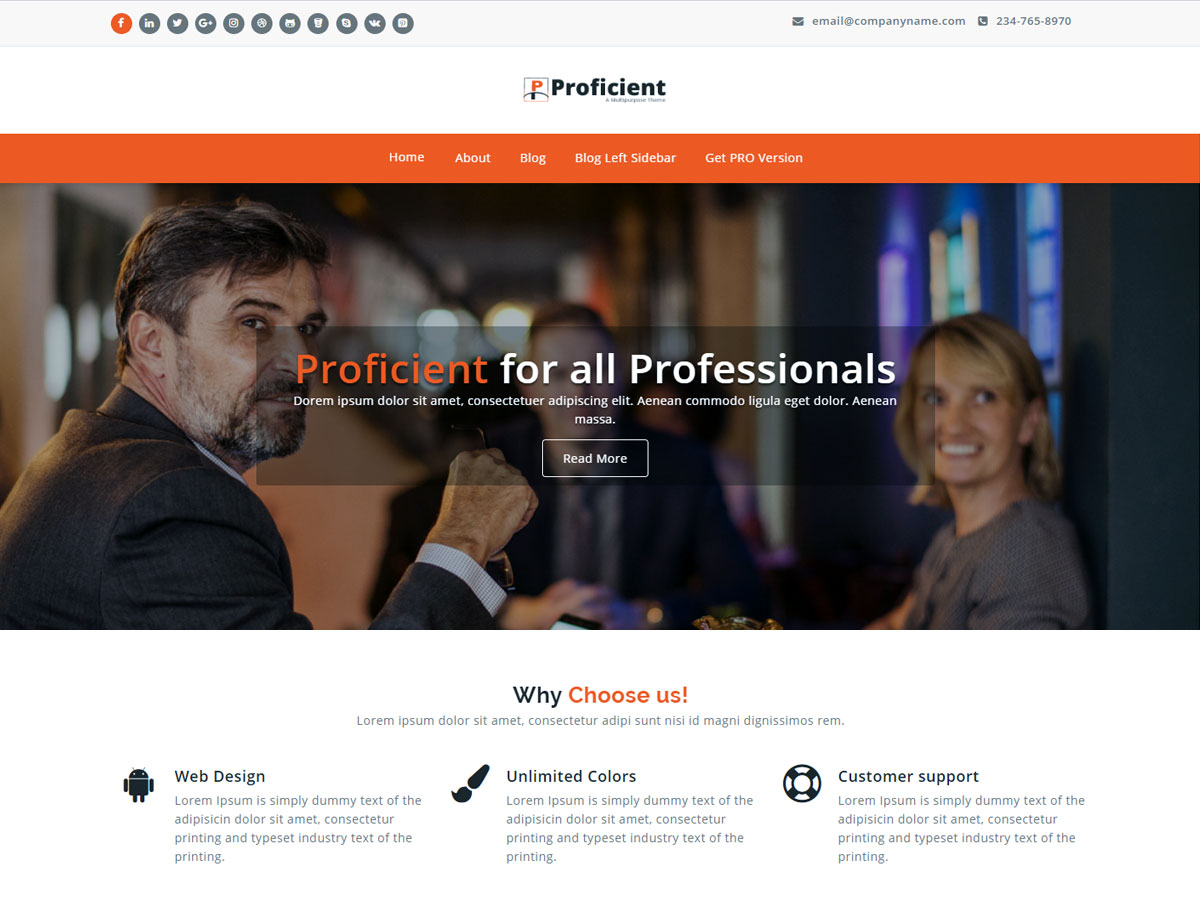 email@companyname.com 234-765-8970
Proficient
A Multipurpose Theme
Home About Blog Blog Left Sidebar Get PRO Version
Proficient for all Professionals
Dorem ipsum dolor sit amet, consectetuer adipiscing elit. Aenean commodo ligula eget dolor. Aenean
massa.
Read More
Why Choose us!
Lorem ipsum dolor sit amet, consectetur adipi sunt nisi id magni dignissimos rem.
Web Design
Lorem Ipsum is simply dummy text of the
adipisicin dolor sit amet, consectetur
printing and typeset industry text of the
printing.
Unlimited Colors
Lorem Ipsum is simply dummy text of the
adipisicin dolor sit amet, consectetur
printing and typeset industry text of the
printing.
Customer support
Lorem Ipsum is simply dummy text of the
adipisicin dolor sit amet, consectetur
printing and typeset industry text of the
printing.